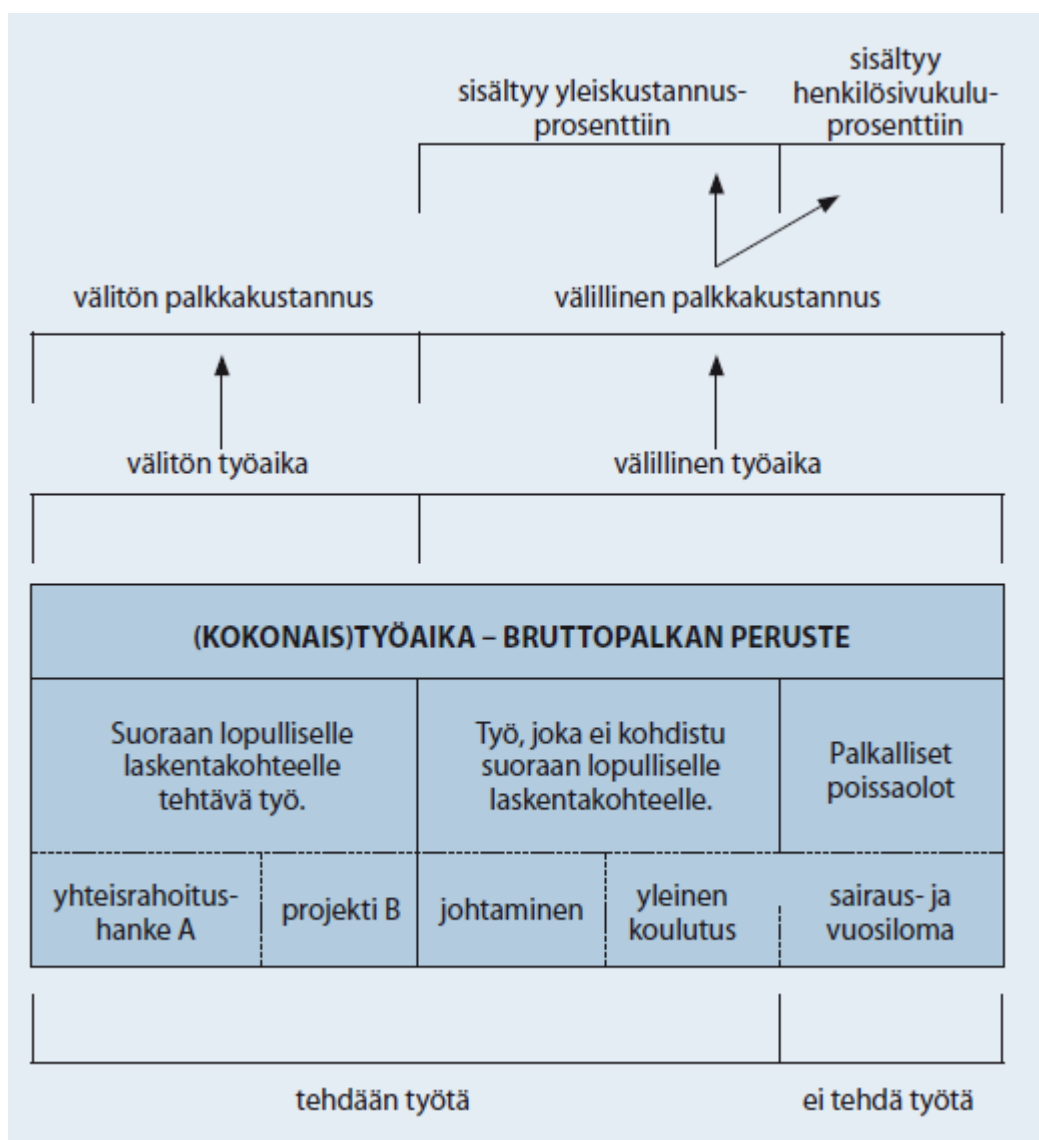 sisältyy yleiskustannus-
prosenttiin
sisältyy
henkilösivukulu-
prosenttiin
välitön palkkakustannus
välillinen palkkakustannus
välitön työaika
välillinen työaika
(KOKONAIS)TYÖAIKA – BRUTTOPALKAN PERUSTE
Suoraan lopulliselle
laskentakohteelle
tehtävä työ.
Työ, joka ei kohdistu
suoraan lopulliselle
laskentakohteelle.
Palkalliset
poissaolot
yhteisrahoitus-
hanke A
projekti B
johtaminen
yleinen
koulutus
sairaus- ja
vuosiloma
tehdään työtä
ei tehdä työtä